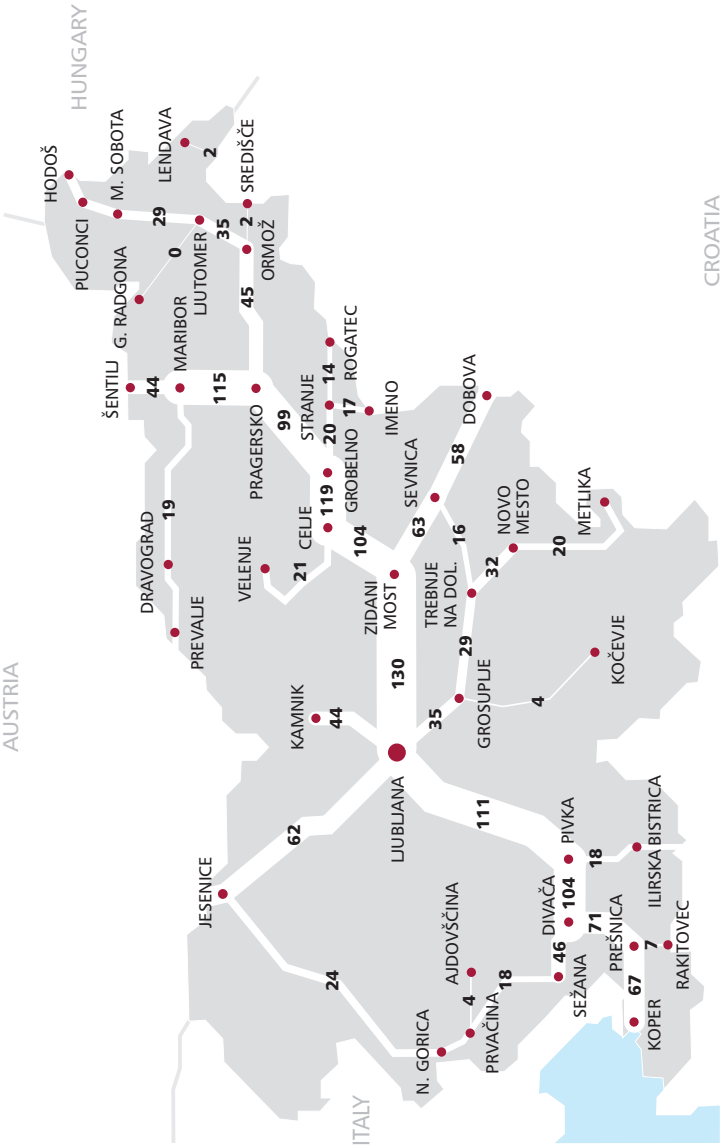 AUSTRIA
HUNGARY
HODOŠ
PUCONCI
M. SOBOTA
LENDAVA
2
29
G. RADGONA
0
LJUTOMER
35
SREDIŠČE
2
ORMOŽ
45
ŠENTILJ
44
MARIBOR
115
PRAGERSKO
DRAVOGRAD
19
PREVALJE
99
STRANJE
ROGATEC
14
17
IMENO
20
GROBELNO
119
CELJE
VELENJE
21
104
ZIDANI
MOST
SEVNICA
63
58
DOBOVA
16
TREBNJE
NA DOL.
NOVO
MESTO
32
20
METLIKA
29
GROSUPLJE
35
4
KOČEVJE
130
KAMNIK
44
LJUBLJANA
JESENICE
62
24
111
N. GORICA
AJDOVŠČINA
4
PRVAČINA
18
SEŽANA
46
DIVAČA
104
PIVKA
18
ILIRSKA BISTRICA
71
PREŠNICA
7
RAKITOVEC
67
KOPER
ITALY
CROATIA